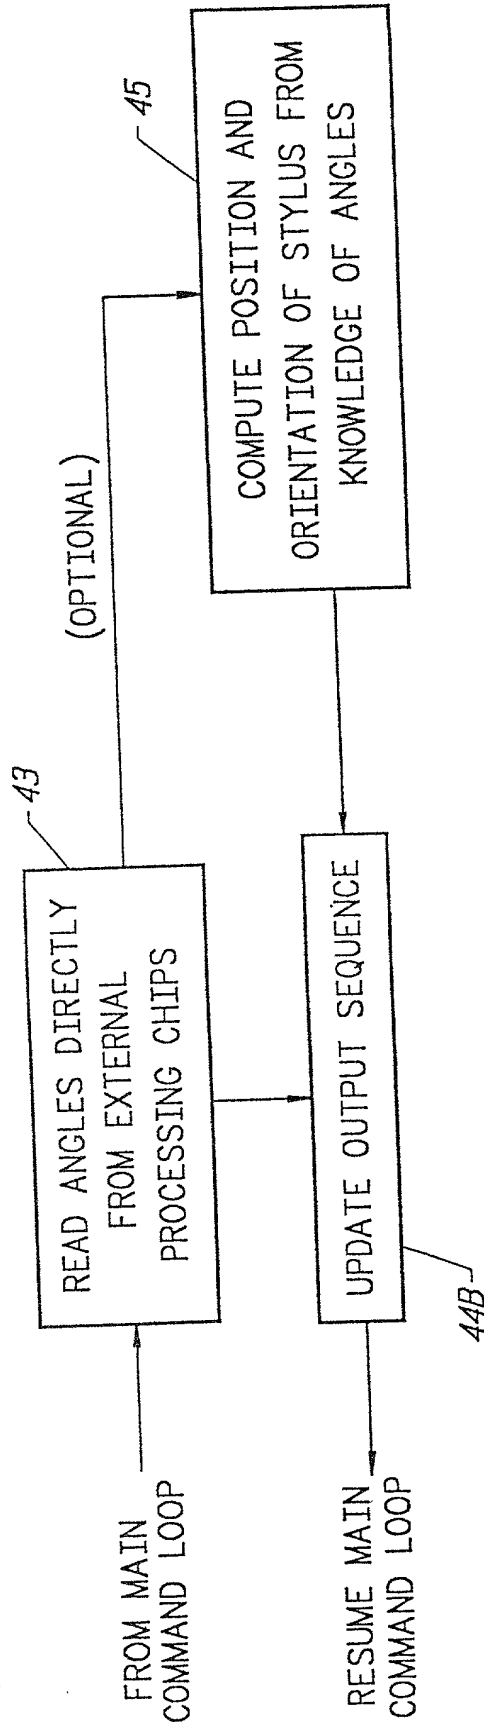 FROM MAIN
COMMAND LOOP
READ ANGLES DIRECTLY
FROM EXTERNAL
PROCESSING CHIPS
43
(OPTIONAL)
45
COMPUTE POSITION AND
ORIENTATION OF STYLUS FROM
KNOWLEDGE OF ANGLES
UPDATE OUTPUT SEQUENCE
44B
RESUME MAIN
COMMAND LOOP